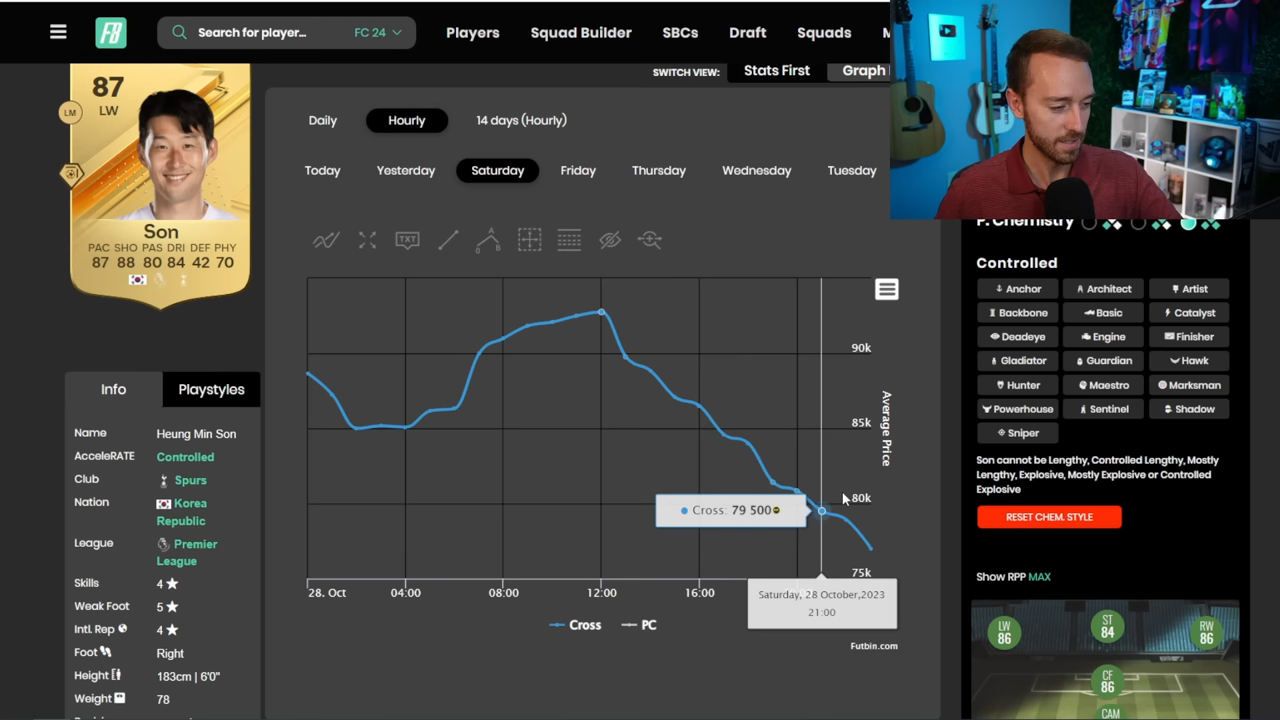 FB
Search for player...
FC 24
Players
Squad Builder
SBCs
Draft
Squads
SWITCH VIEW:
Stats First
Graph
87
LW
LM
Son
PAC SHO PAS DRI DEF PHY
87 88 80 84 42 70
Daily
Hourly
14 days (Hourly)
Today
Yesterday
Saturday
Friday
Thursday
Wednesday
Tuesday
TXT
90k
85k
80k
75k
Average Price
Cross: 79 500
28. Oct
04:00
08:00
12:00
16:00
Saturday, 28 October,2023
21:00
Cross
PC
Futbin.com
Info
Playstyles
Name
Heung Min Son
AcceleRATE
Controlled
Club
Spurs
Nation
Korea
Republic
League
Premier
League
Skills
4
Weak Foot
5
Intl. Rep
4
Foot
Right
Height
183cm | 6'0"
Weight
78
P. Chemistry
Controlled
Anchor
Architect
Artist
Backbone
Basic
Catalyst
Deadeye
Engine
Finisher
Gladiator
Guardian
Hawk
Hunter
Maestro
Marksman
Powerhouse
Sentinel
Shadow
Sniper
Son cannot be Lengthy, Controlled Lengthy, Mostly
Lengthy, Explosive, Mostly Explosive or Controlled
Explosive
RESET CHEM. STYLE
Show RPP MAX
LW
86
ST
84
RW
86
CF
86
CAM